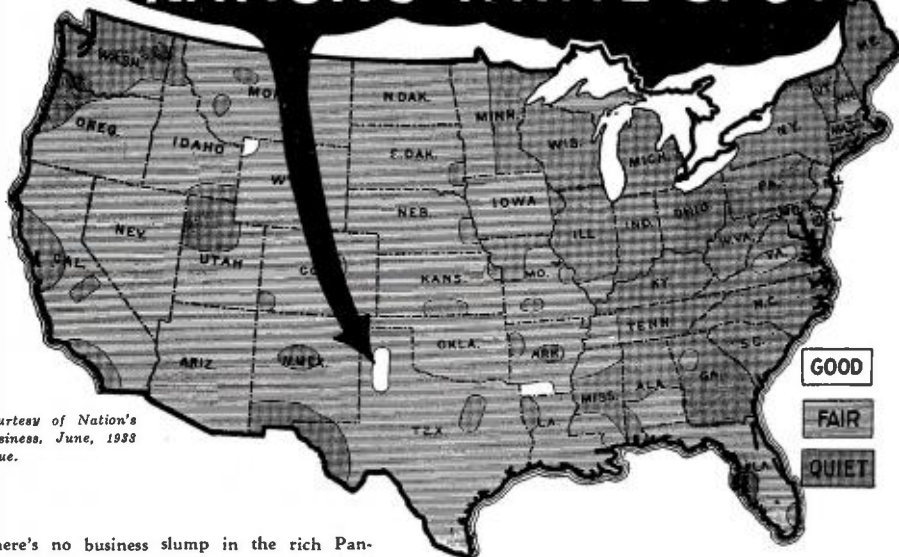 urtesy of Nation's
siness, June, 1938
ue.
WASH.
OREG.
IDAHO
N.DAK.
S.DAK.
MINN.
WIS.
MICH.
ME.
VT.
N.H.
N.Y.
PA.
NEB.
IOWA
ILL
IND.
OHIO
W.VA.
VA.
NEV.
UTAH
CAL.
KANS.
MO.
KY
N.C.
TENN
S.C.
ARIZ.
N.MEX.
OKLA.
ARK.
TEX
LA
MISS.
ALA.
GA.
GOOD
FAIR
QUIET
here's no business slump in the rich Pan-